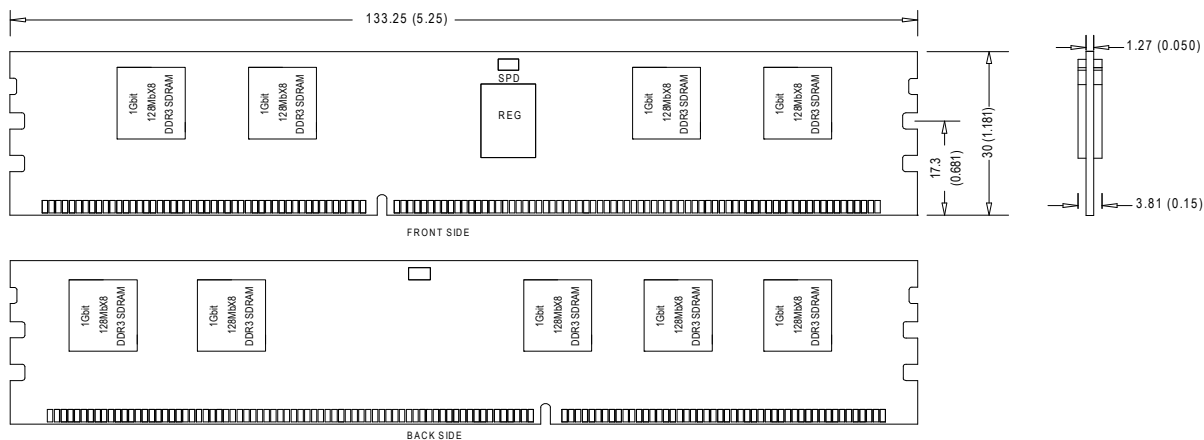 133.25 (5.25)
1.27 (0.050)
SPD
1Gbit
128MbX8
DDR3 SDRAM
1Gbit
128MbX8
DDR3 SDRAM
REG
1Gbit
128MbX8
DDR3 SDRAM
1Gbit
128MbX8
DDR3 SDRAM
17.3
(0.681)
30 (1.181)
3.81 (0.15)
FRONT SIDE
1Gbit
128MbX8
DDR3 SDRAM
1Gbit
128MbX8
DDR3 SDRAM
1Gbit
128MbX8
DDR3 SDRAM
1Gbit
128MbX8
DDR3 SDRAM
1Gbit
128MbX8
DDR3 SDRAM
BACK SIDE